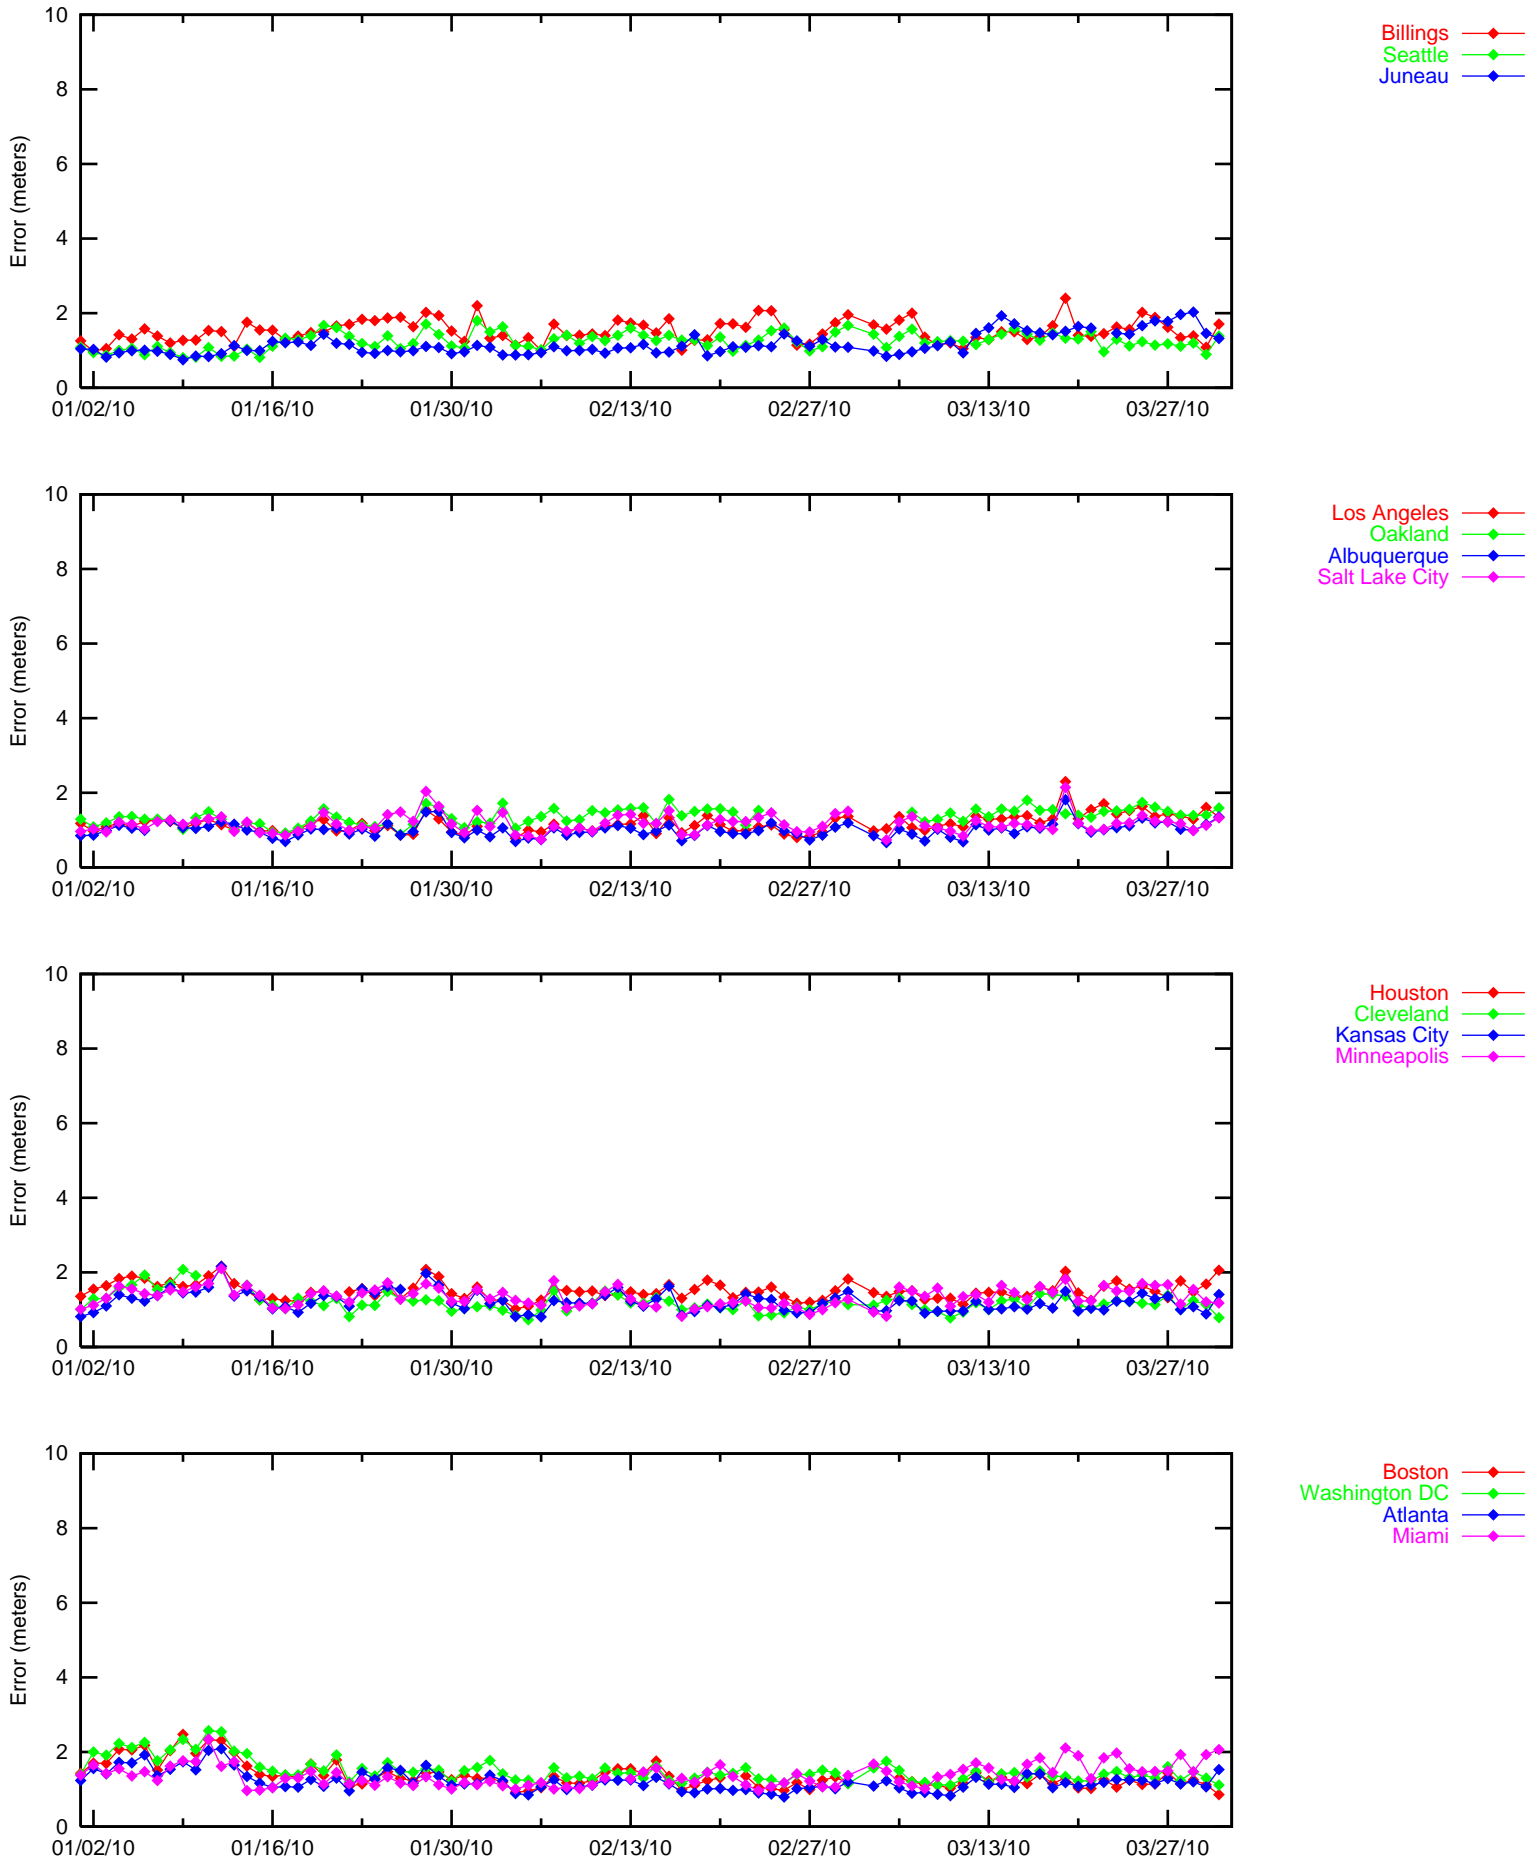 10
8
6
4
2
0
Error (meters)
01/02/10 01/16/10 01/30/10 02/13/10 02/27/10 03/13/10 03/27/10
Billings
Seattle
Juneau
10
8
6
4
2
0
Error (meters)
01/02/10 01/16/10 01/30/10 02/13/10 02/27/10 03/13/10 03/27/10
Los Angeles
Oakland
Albuquerque
Salt Lake City
10
8
6
4
2
0
Error (meters)
01/02/10 01/16/10 01/30/10 02/13/10 02/27/10 03/13/10 03/27/10
Houston
Cleveland
Kansas City
Minneapolis
10
8
6
4
2
0
Error (meters)
01/02/10 01/16/10 01/30/10 02/13/10 02/27/10 03/13/10 03/27/10
Boston
Washington DC
Atlanta
Miami